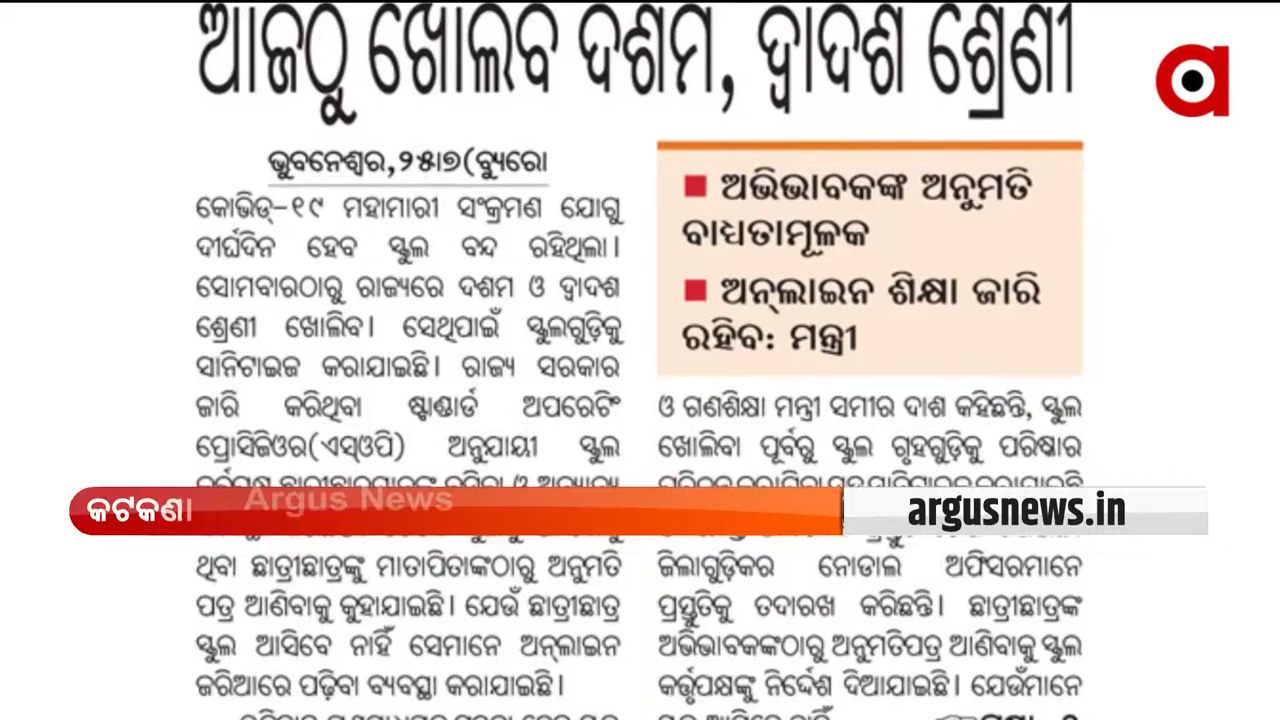 ଆଜଠୁ ଖୋଲିବ ଦଶମ, ଦ୍ୱାଦଶ ଶ୍ରେଣୀ
ଭୁବନେଶ୍ୱର,୨୫।୭(ବ୍ୟୁରୋ
କୋଭିଡ୍-୧୯ ମହାମାରୀ ସଂକ୍ରମଣ ଯୋଗୁ
ଦୀର୍ଘଦିନ ହେବ ସ୍କୁଲ ବନ୍ଦ ରହିଥିଲା।
ସୋମବାରଠାରୁ ରାଜ୍ୟରେ ଦଶମ ଓ ଦ୍ୱାଦଶ
ଶ୍ରେଣୀ ଖୋଲିବ। ସେଥିପାଇଁ ସ୍କୁଲଗୁଡ଼ିକୁ
ସାନିଟାଇଜ କରାଯାଇଛି। ରାଜ୍ୟ ସରକାର
ଜାରି କରିଥିବା ଷ୍ଟାଣ୍ଡାର୍ଡ ଅପରେଟିଂ
ପ୍ରୋସିଜିଓର(ଏସ୍ଓପି) ଅନୁଯାୟୀ ସ୍କୁଲ
ଥିବା ଛାତ୍ରୀଛାତ୍ରଙ୍କୁ ମାତାପିତାଙ୍କଠାରୁ ଅନୁମତି
ପତ୍ର ଆଣିବାକୁ କୁହାଯାଇଛି। ଯେଉଁ ଛାତ୍ରୀଛାତ୍ର
ସ୍କୁଲ ଆସିବେ ନାହିଁ ସେମାନେ ଅନ୍‌ଲାଇନ
ଜରିଆରେ ପଢ଼ିବା ବ୍ୟବସ୍ଥା କରାଯାଇଛି।
■ ଅଭିଭାବକଙ୍କ ଅନୁମତି
ବାଧ୍ୟତାମୂଳକ
■ ଅନ୍‌ଲାଇନ ଶିକ୍ଷା ଜାରି
ରହିବ: ମନ୍ତ୍ରୀ
ଓ ଗଣଶିକ୍ଷା ମନ୍ତ୍ରୀ ସମୀର ଦାଶ କହିଛନ୍ତି, ସ୍କୁଲ
ଖୋଲିବା ପୂର୍ବରୁ ସ୍କୁଲ ଗୃହଗୁଡ଼ିକୁ ପରିଷ୍କାର
ଜିଲାଗୁଡ଼ିକର ନୋଡାଲ ଅଫିସରମାନେ
ପ୍ରସ୍ତୁତିକୁ ତଦାରଖ କରିଛନ୍ତି। ଛାତ୍ରୀଛାତ୍ରଙ୍କ
ଅଭିଭାବକଙ୍କଠାରୁ ଅନୁମତିପତ୍ର ଆଣିବାକୁ ସ୍କୁଲ
କର୍ତ୍ତୃପକ୍ଷଙ୍କୁ ନିର୍ଦ୍ଦେଶ ଦିଆଯାଇଛି। ଯେଉଁମାନେ
କଟକଣା
Argus News
argusnews.in